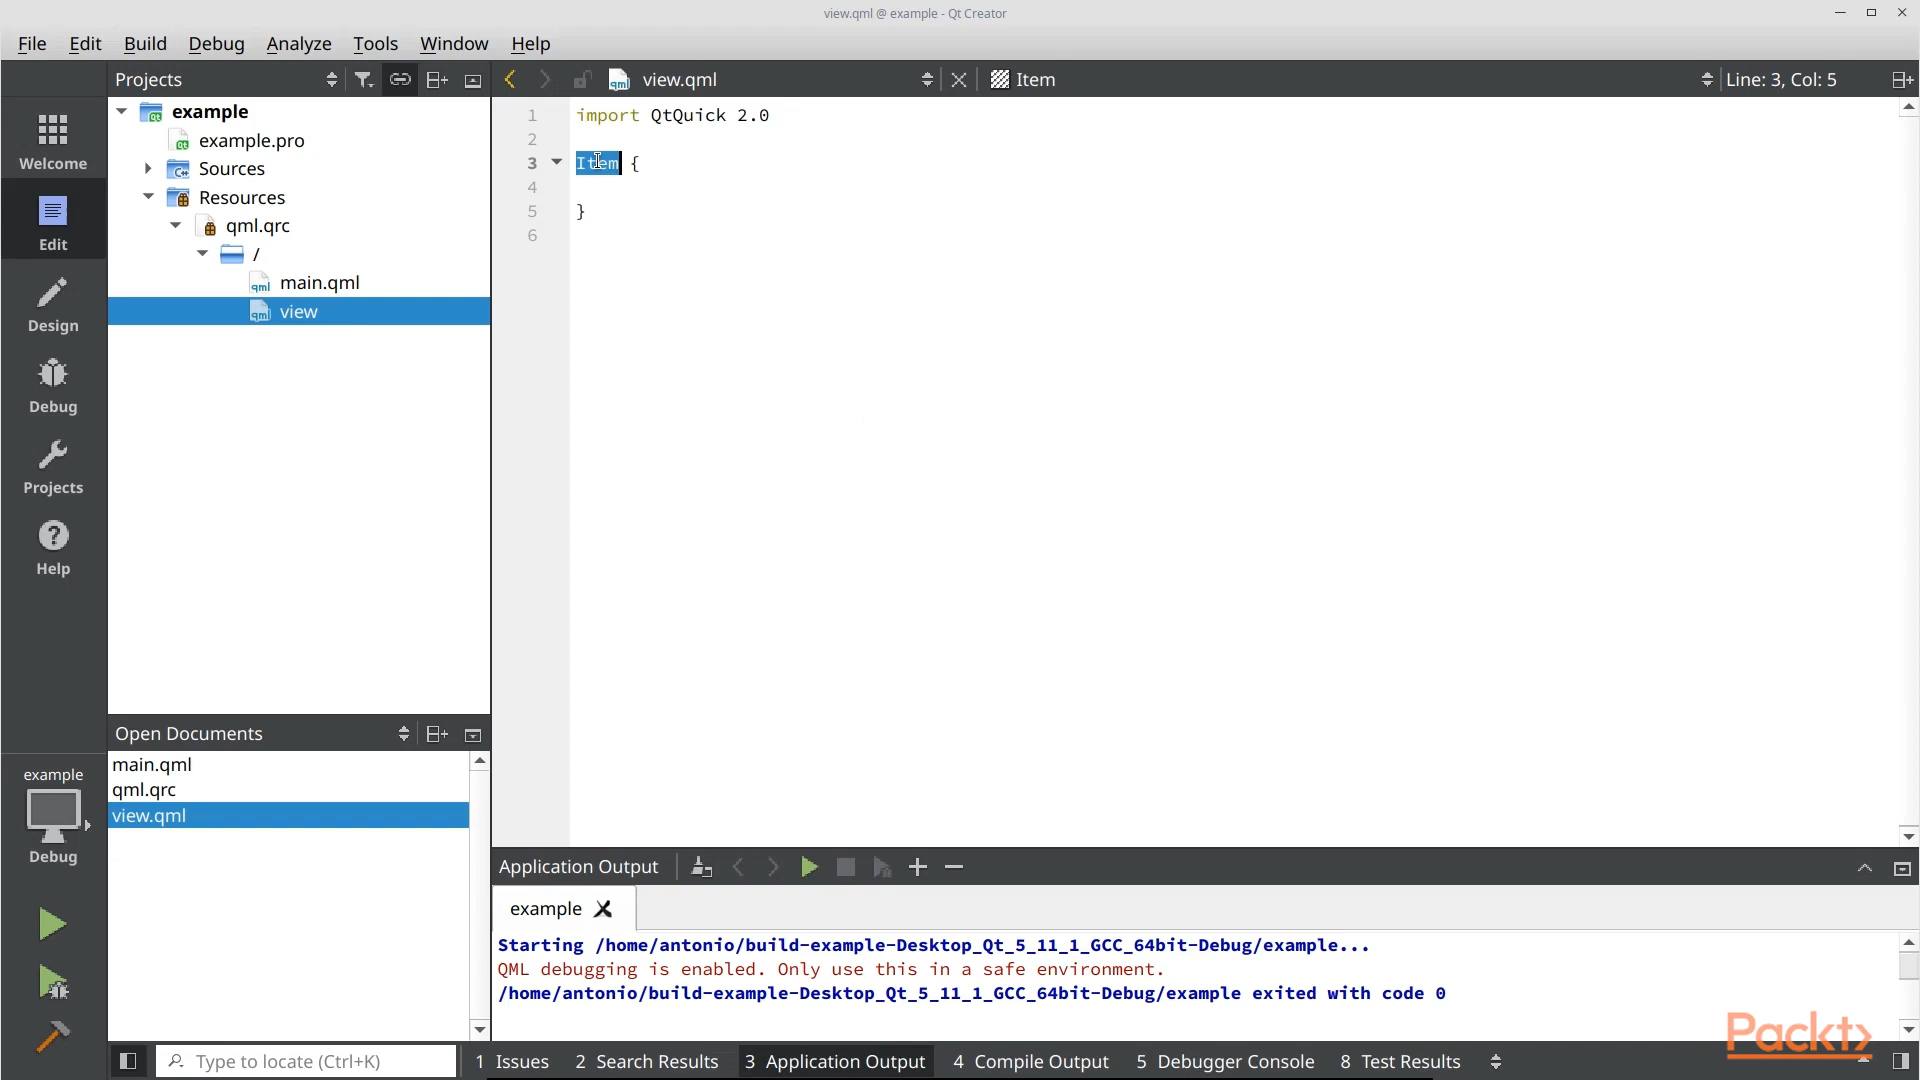 view.qml @ example - Qt Creator
File Edit Build Debug Analyze Tools Window Help
Projects
view.qml
Item
Line: 3, Col: 5
Welcome
Edit
Design
Debug
Projects
Help
example
example.pro
Sources
Resources
qml.qrc
/
main.qml
view
1 import QtQuick 2.0
2
3 Item {
4
5 }
6
Open Documents
main.qml
qml.qrc
view.qml
example
Debug
Application Output
example
Starting /home/antonio/build-example-Desktop_Qt_5_11_1_GCC_64bit-Debug/example...
QML debugging is enabled. Only use this in a safe environment.
/home/antonio/build-example-Desktop_Qt_5_11_1_GCC_64bit-Debug/example exited with code 0
Packt>
Type to locate (Ctrl+K)
1 Issues 2 Search Results 3 Application Output 4 Compile Output 5 Debugger Console 8 Test Results